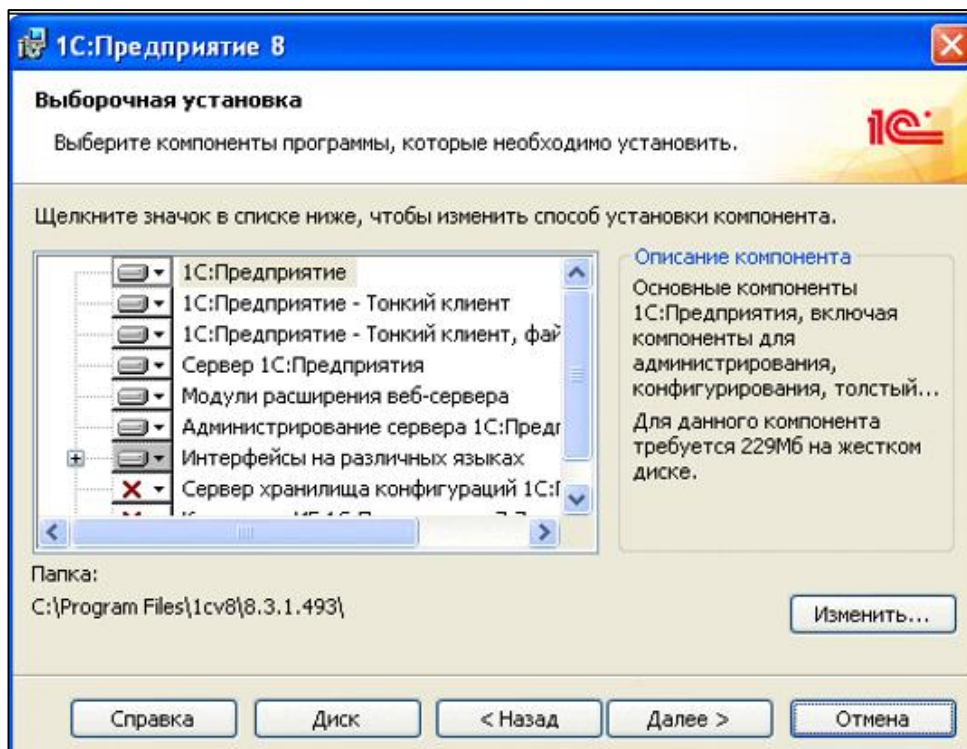 1С:Предприятие 8
Выборочная установка
Выберите компоненты программы, которые необходимо установить.
1С
Щелкните значок в списке ниже, чтобы изменить способ установки компонента.
1С:Предприятие
1С:Предприятие - Тонкий клиент
1С:Предприятие - Тонкий клиент, фай
Сервер 1С:Предприятия
Модули расширения веб-сервера
Администрирование сервера 1С:Предп
Интерфейсы на различных языках
Сервер хранилища конфигураций 1С:П
Описание компонента
Основные компоненты
1С:Предприятия, включая
компоненты для
администрирования,
конфигурирования, толстый...
Для данного компонента
требуется 229Мб на жестком
диске.
Папка:
C:\Program Files\1cv8\8.3.1.493\
Изменить...
Справка
Диск
< Назад
Далее >
Отмена